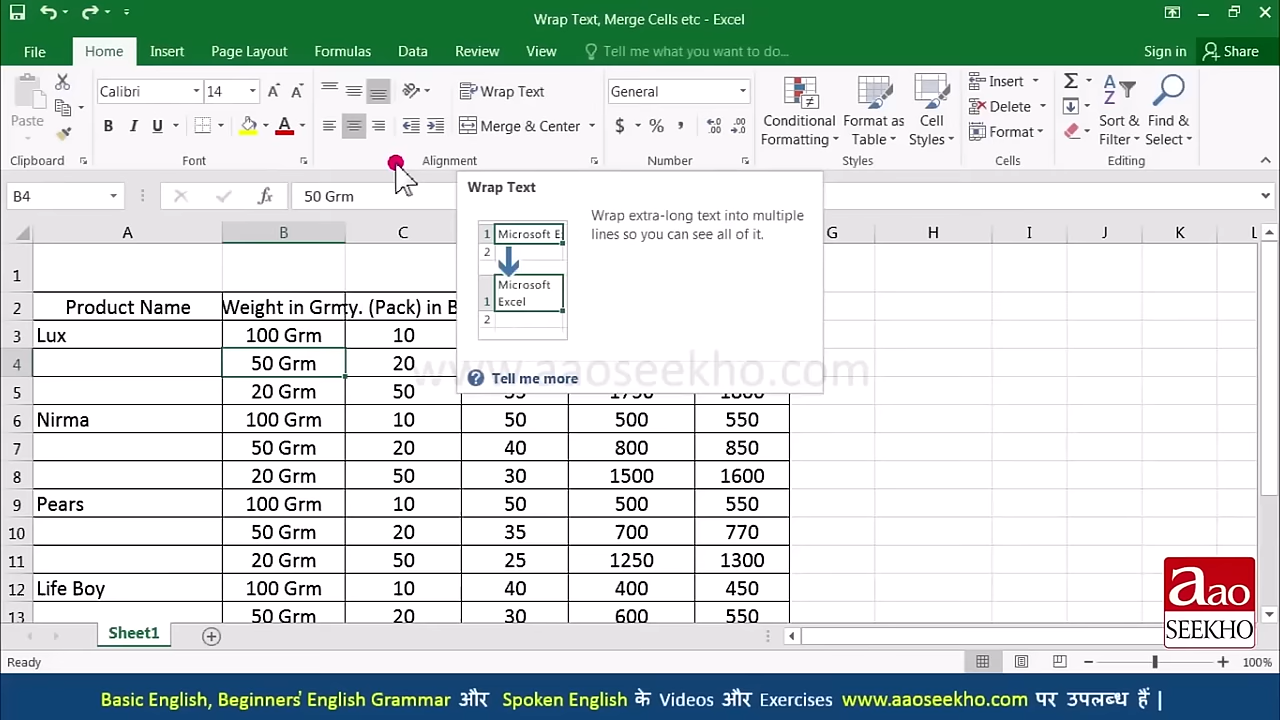 Wrap Text, Merge Cells etc - Excel
File Home Insert Page Layout Formulas Data Review View Tell me what you want to do... Sign in Share
Calibri 14 A A Wrap Text General Insert Σ
Paste B I U A Merge & Center $ % , Conditional Formatting Format as Table Cell Styles Delete Sort & Filter Find & Select
Format
Clipboard Font Alignment Number Styles Cells Editing
B4 fx 50 Grm
Wrap Text
Wrap extra-long text into multiple
lines so you can see all of it.
1 Microsoft E
2
Microsoft
1 Excel
2
Tell me more
A B C G H I J K L
1
2 Product Name Weight in Grm y. (Pack) in B
3 Lux 100 Grm 10
4 50 Grm 20
5 20 Grm 50 35 1750 1800
6 Nirma 100 Grm 10 50 500 550
7 50 Grm 20 40 800 850
8 20 Grm 50 30 1500 1600
9 Pears 100 Grm 10 50 500 550
10 50 Grm 20 35 700 770
11 20 Grm 50 25 1250 1300
12 Life Boy 100 Grm 10 40 400 450
13 50 Grm 20 30 600 550
www.aaoseekho.com
aao
SEEKHO
Sheet1
Ready 100%
Basic English, Beginners' English Grammar और Spoken English के Videos और Exercises www.aaoseekho.com पर उपलब्ध हैं |